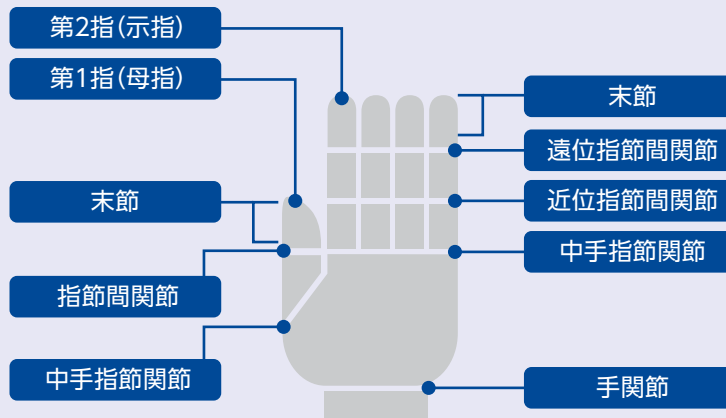 第2指(示指)
第1指(母指)
末節
指節間関節
中手指節関節
末節
遠位指節間関節
近位指節間関節
中手指節関節
手関節